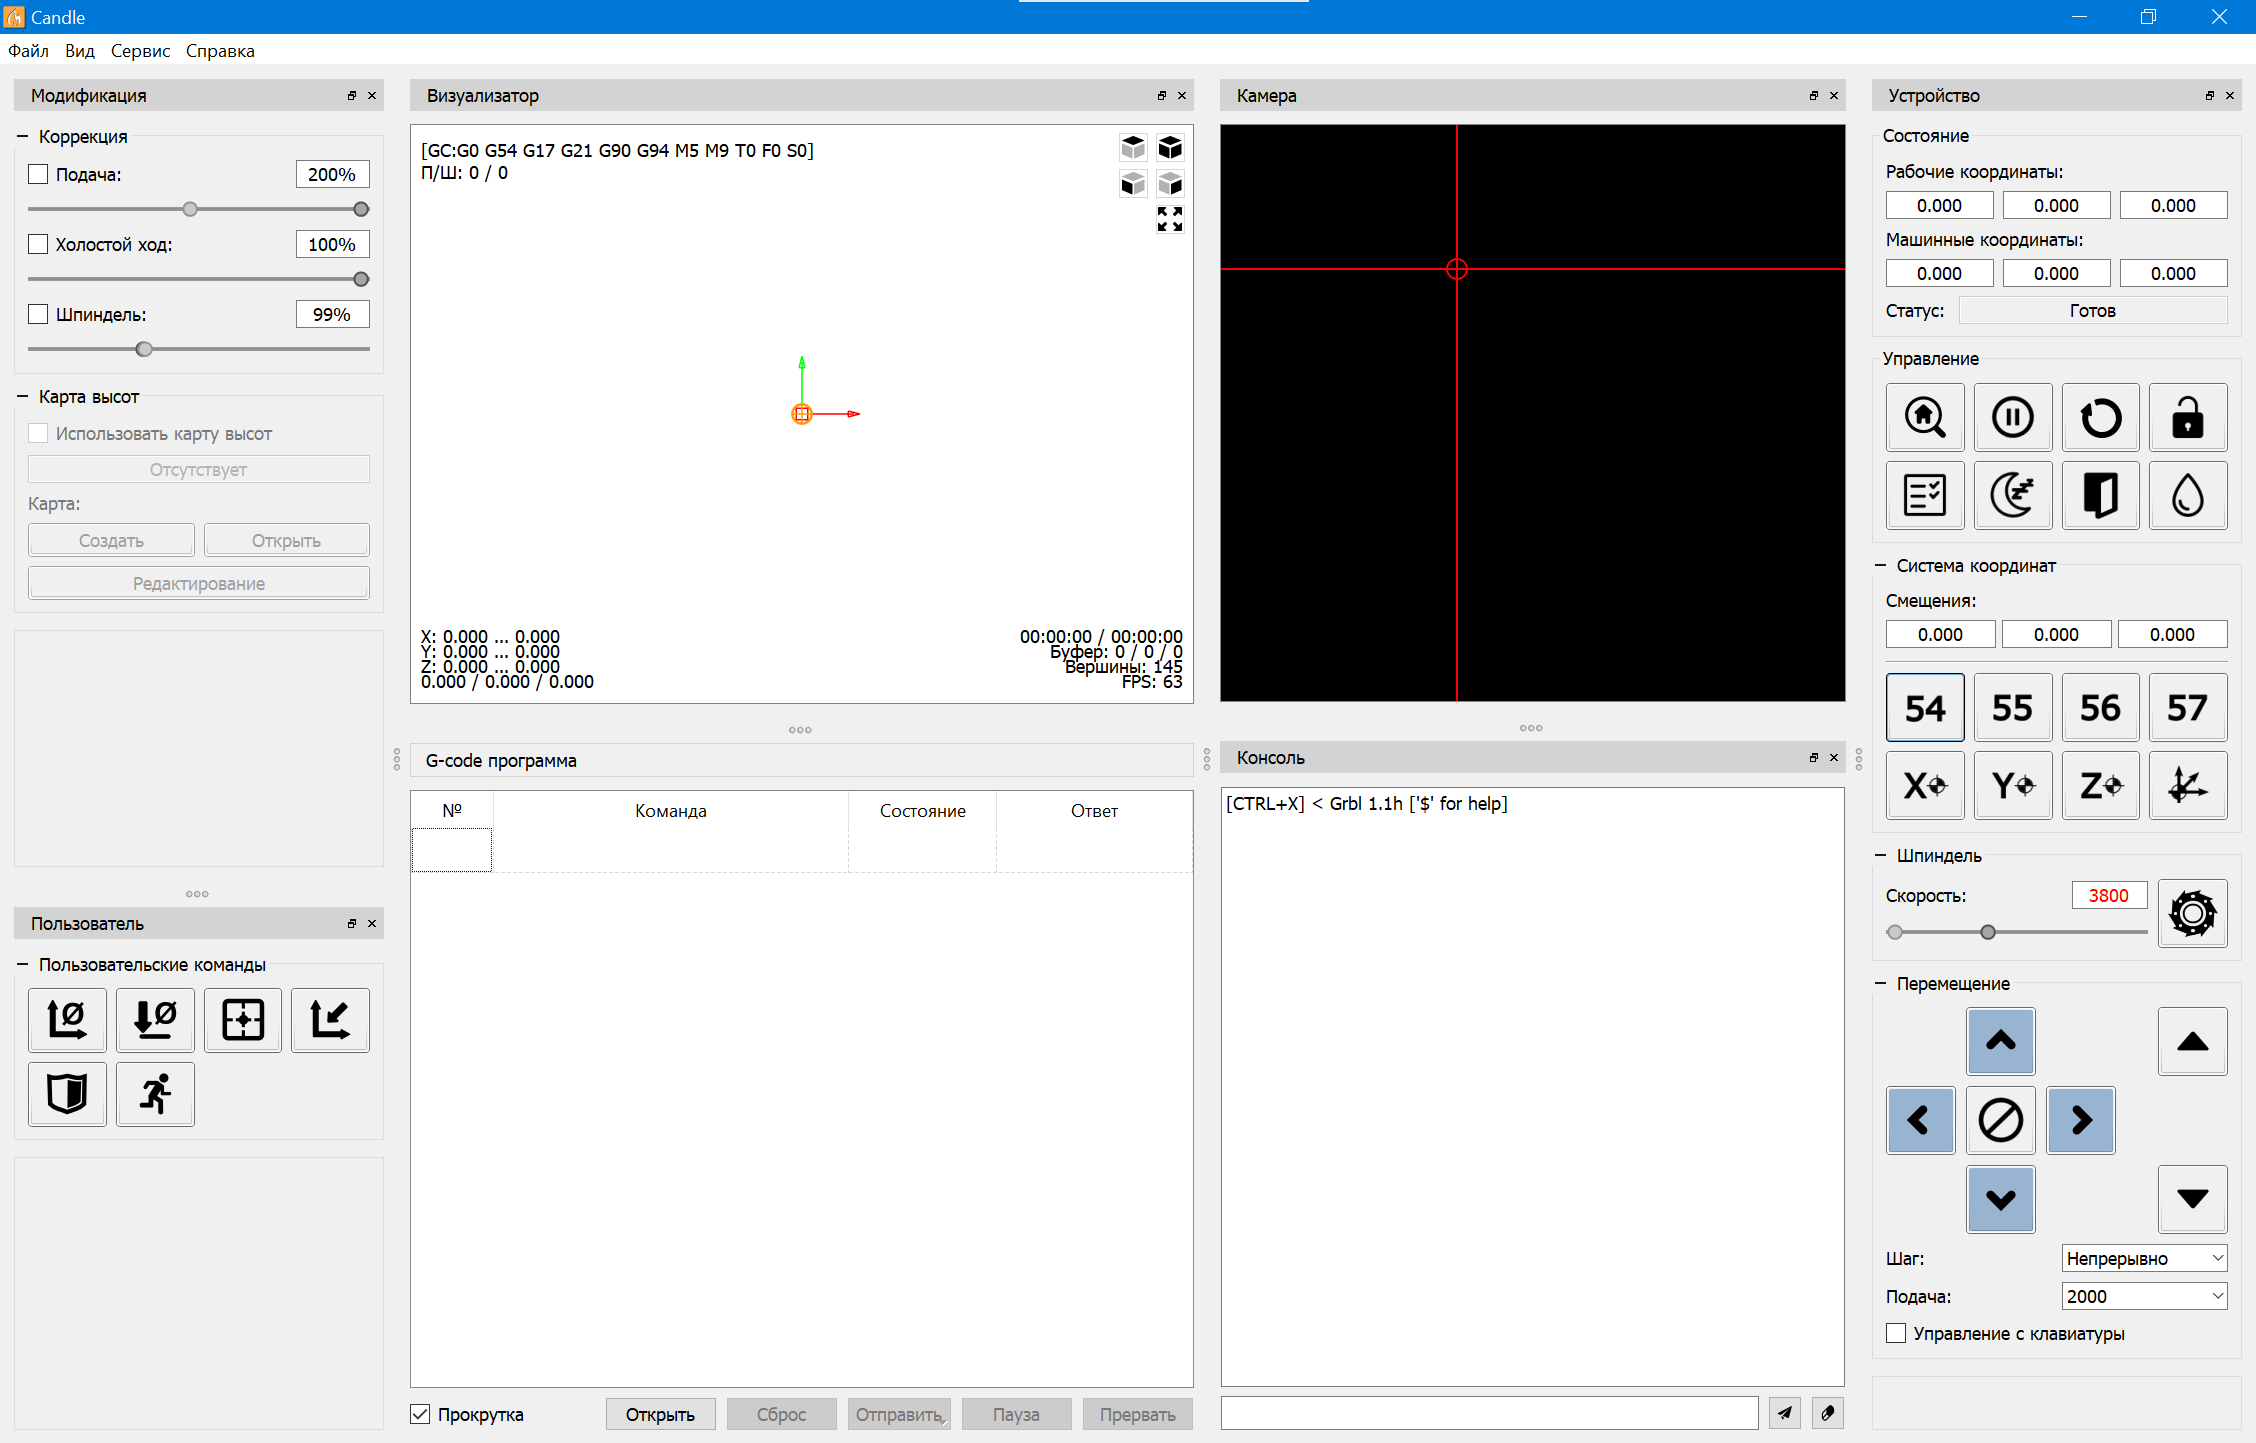 Candle
Файл Вид Сервис Справка
Модификация
Коррекция
Подача: 200%
Холостой ход: 100%
Шпиндель: 99%
Карта высот
Использовать карту высот
Отсутствует
Карта:
Создать Открыть
Редактирование
Пользователь
Пользовательские команды
Визуализатор
[GC:G0 G54 G17 G21 G90 G94 M5 M9 T0 F0 S0]
П/Ш: 0 / 0
X: 0.000 ... 0.000
Y: 0.000 ... 0.000
Z: 0.000 ... 0.000
0.000 / 0.000 / 0.000
00:00:00 / 00:00:00
Буфер: 0 / 0 / 0
Вершины: 145
FPS: 63
G-code программа
№ Команда Состояние Ответ
Прокрутка Открыть Сброс Отправить Пауза Прервать
Камера
Консоль
[CTRL+X] < Grbl 1.1h ['$' for help]
Устройство
Состояние
Рабочие координаты:
0.000 0.000 0.000
Машинные координаты:
0.000 0.000 0.000
Статус: Готов
Управление
Система координат
Смещения:
0.000 0.000 0.000
54 55 56 57
X Y Z
Шпиндель
Скорость: 3800
Перемещение
Шаг: Непрерывно
Подача: 2000
Управление с клавиатуры